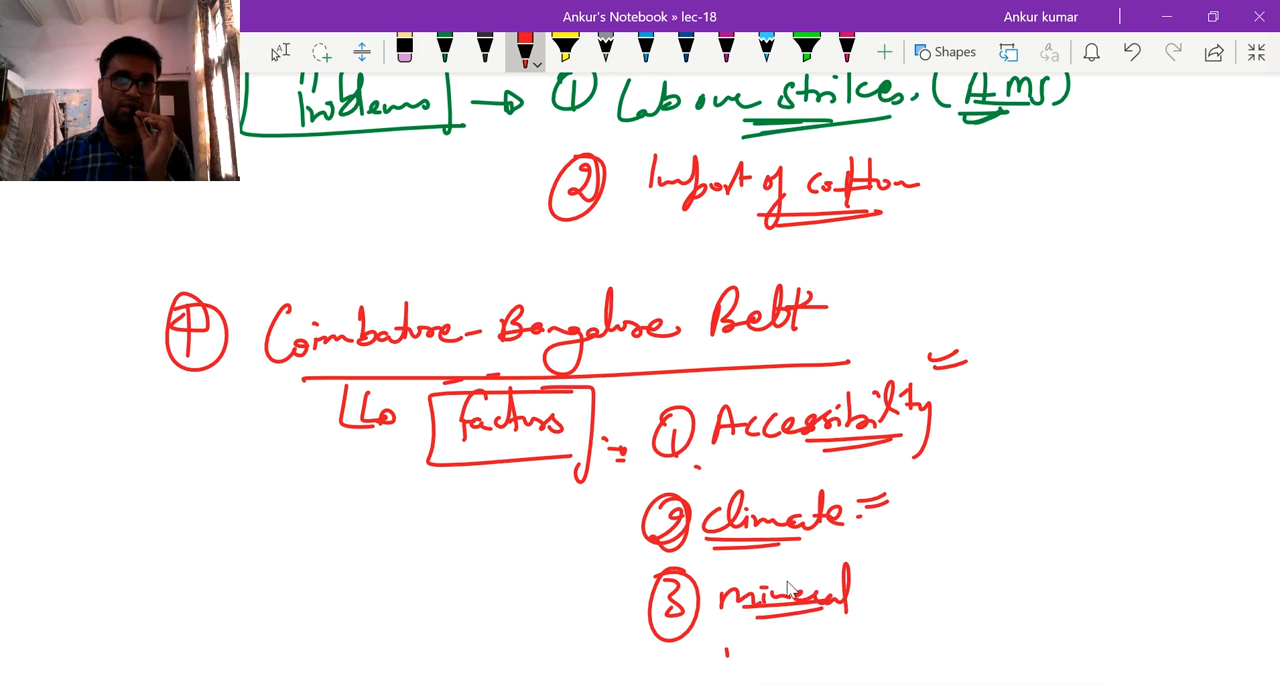 Ankur's Notebook » lec-18
Ankur kumar
Shapes
Problems → ① Labour strikes. (Ams)
② Import of cotton
④ Coimbatore - Bangalore Belt
↳ factors :→ ① Accessibility =
② climate. =
③ mineral